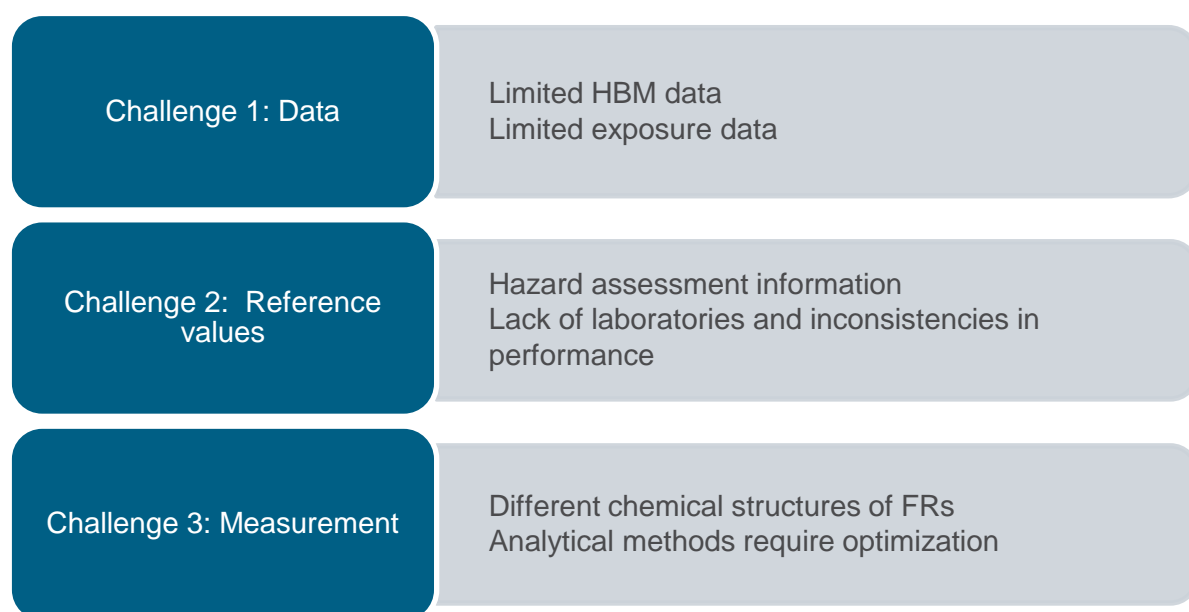 Challenge 1: Data
Limited HBM data
Limited exposure data
Challenge 2:  Reference
values
Hazard assessment information
Lack of laboratories and inconsistencies in
performance
Challenge 3: Measurement
Different chemical structures of FRs
Analytical methods require optimization